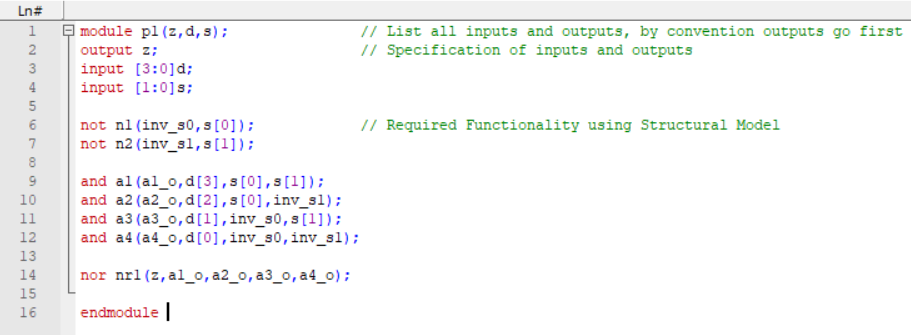 Ln#
1 module p1(z,d,s); // List all inputs and outputs, by convention outputs go first
2 output z; // Specification of inputs and outputs
3 input [3:0]d;
4 input [1:0]s;
5
6 not n1(inv_s0,s[0]); // Required Functionality using Structural Model
7 not n2(inv_s1,s[1]);
8
9 and a1(a1_o,d[3],s[0],s[1]);
10 and a2(a2_o,d[2],s[0],inv_s1);
11 and a3(a3_o,d[1],inv_s0,s[1]);
12 and a4(a4_o,d[0],inv_s0,inv_s1);
13
14 nor nr1(z,a1_o,a2_o,a3_o,a4_o);
15
16 endmodule